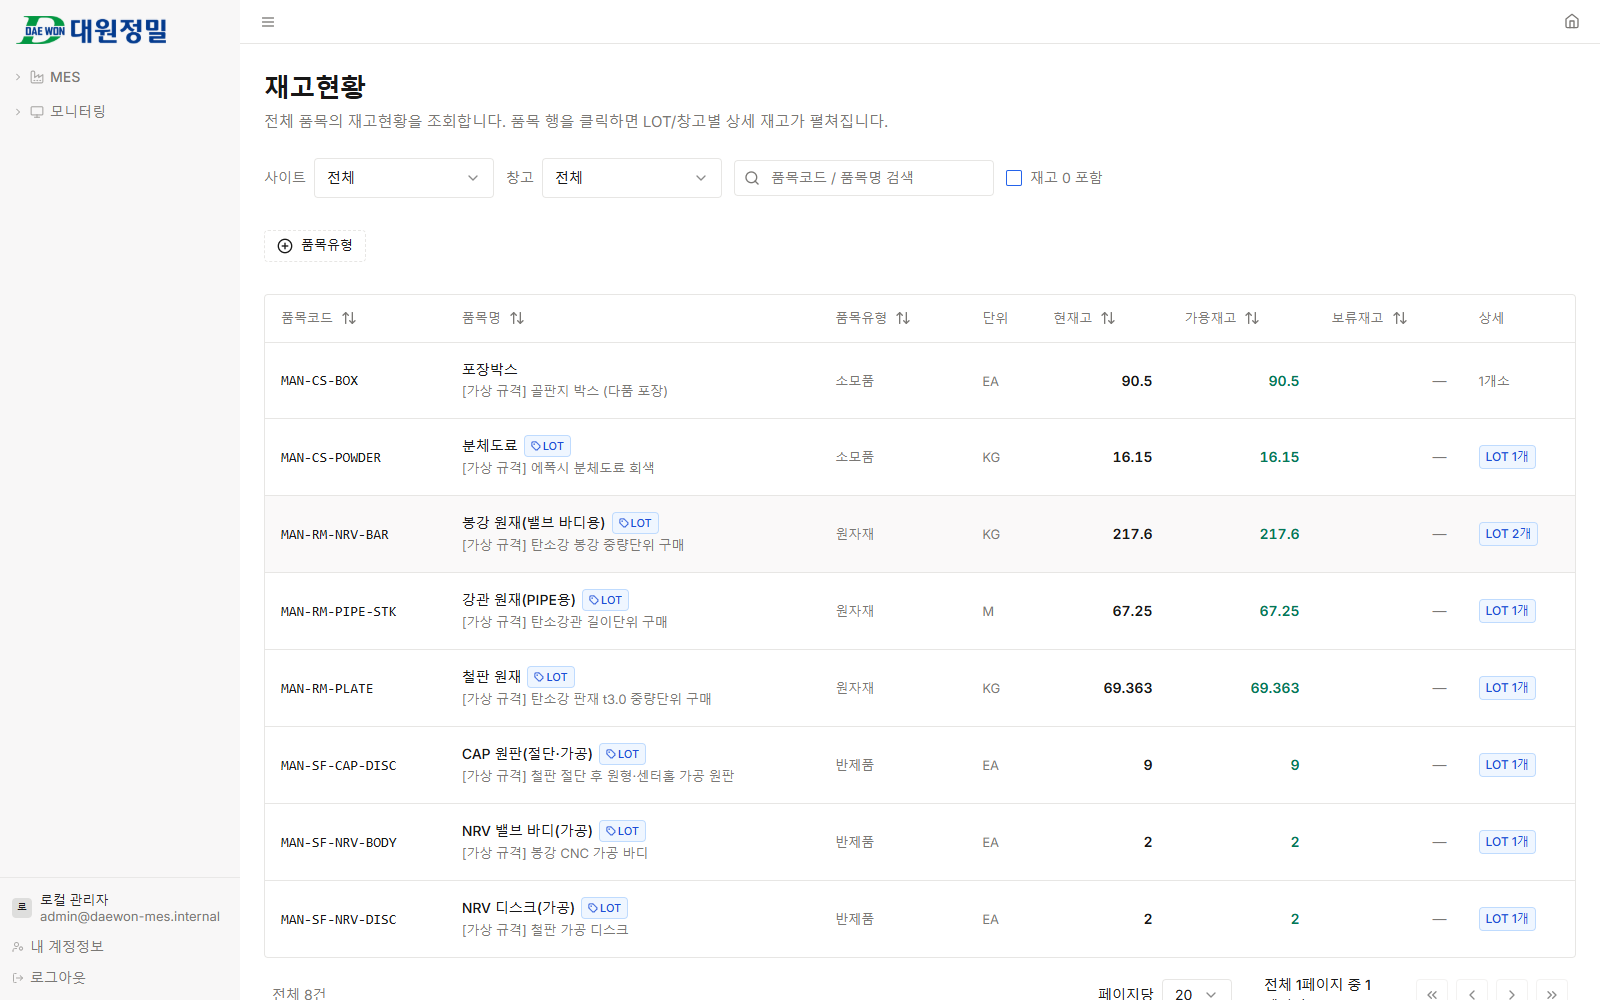 DAE WON 대원정밀
MES
모니터링
재고현황
전체 품목의 재고현황을 조회합니다. 품목 행을 클릭하면 LOT/창고별 상세 재고가 펼쳐집니다.
사이트 전체 창고 전체 품목코드 / 품목명 검색 재고 0 포함
품목유형
품목코드 품목명 품목유형 단위 현재고 가용재고 보류재고 상세
MAN-CS-BOX 포장박스 소모품 EA 90.5 90.5 — 1개소
[가상 규격] 골판지 박스 (다품 포장)
MAN-CS-POWDER 분체도료 LOT 소모품 KG 16.15 16.15 — LOT 1개
[가상 규격] 에폭시 분체도료 회색
MAN-RM-NRV-BAR 봉강 원재(밸브 바디용) LOT 원자재 KG 217.6 217.6 — LOT 2개
[가상 규격] 탄소강 봉강 중량단위 구매
MAN-RM-PIPE-STK 강관 원재(PIPE용) LOT 원자재 M 67.25 67.25 — LOT 1개
[가상 규격] 탄소강관 길이단위 구매
MAN-RM-PLATE 철판 원재 LOT 원자재 KG 69.363 69.363 — LOT 1개
[가상 규격] 탄소강 판재 t3.0 중량단위 구매
MAN-SF-CAP-DISC CAP 원판(절단·가공) LOT 반제품 EA 9 9 — LOT 1개
[가상 규격] 철판 절단 후 원형·센터홀 가공 원판
MAN-SF-NRV-BODY NRV 밸브 바디(가공) LOT 반제품 EA 2 2 — LOT 1개
[가상 규격] 봉강 CNC 가공 바디
MAN-SF-NRV-DISC NRV 디스크(가공) LOT 반제품 EA 2 2 — LOT 1개
[가상 규격] 철판 가공 디스크
로 로컬 관리자
admin@daewon-mes.internal
내 계정정보
로그아웃
전체 8건 페이지당 20 전체 1페이지 중 1